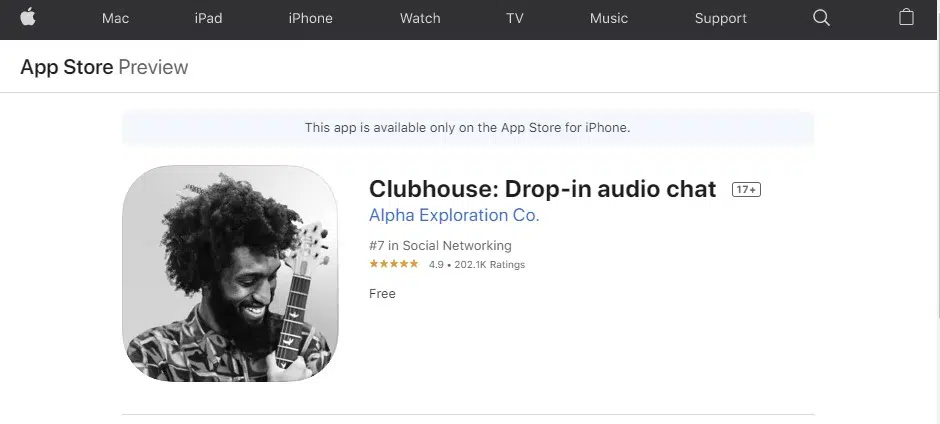 Mac iPad iPhone Watch TV Music Support
App Store Preview
This app is available only on the App Store for iPhone.
Clubhouse: Drop-in audio chat 17+
Alpha Exploration Co.
#7 in Social Networking
★★★★★ 4.9 • 202.1K Ratings
Free